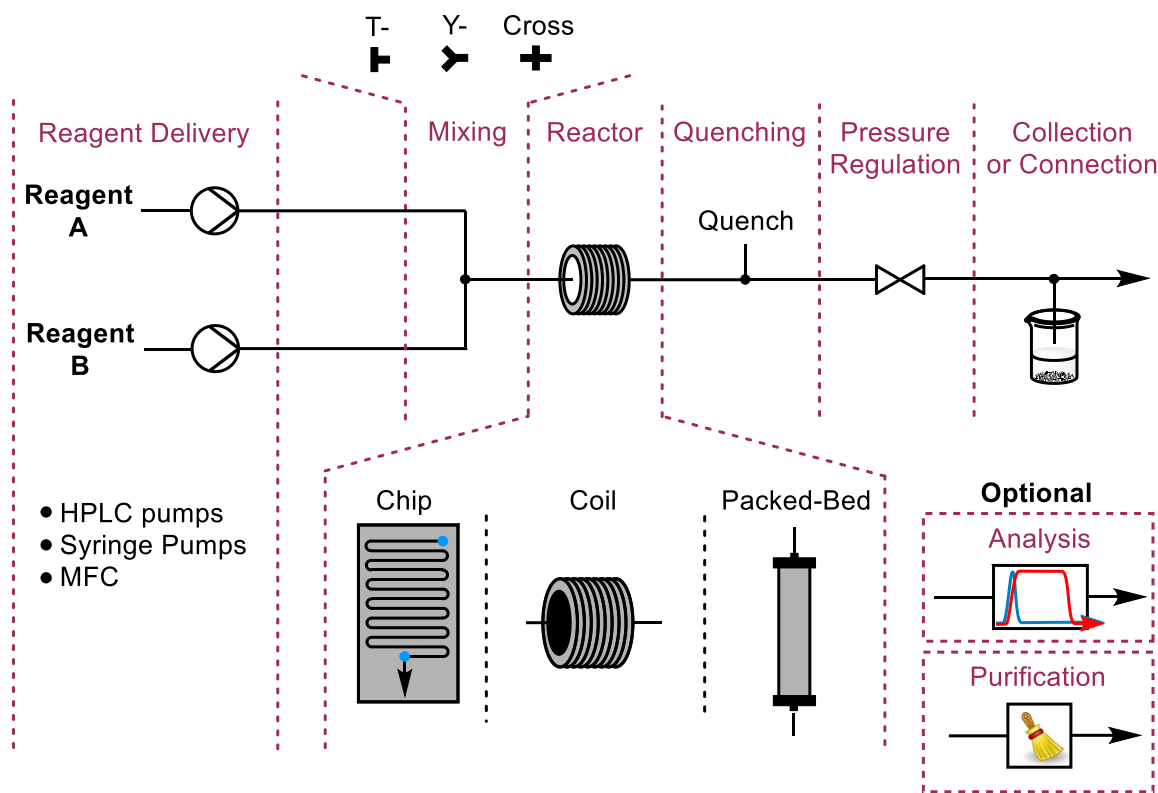 T-
Y-
Cross
Reagent Delivery
Mixing
Reactor
Quenching
Pressure
Regulation
Collection
or Connection
Reagent
A
Quench
Reagent
B
HPLC pumps
Syringe Pumps
MFC
Chip
Coil
Packed-Bed
Optional
Analysis
Purification